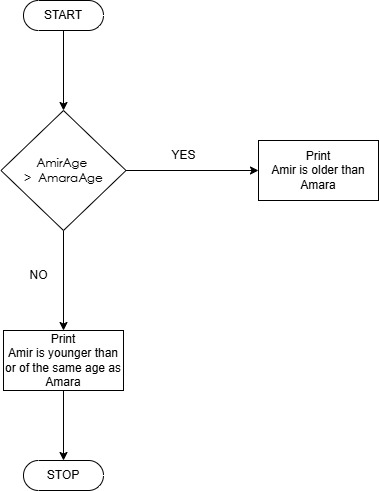 START
AmirAge
> AmaraAge
YES
Print
Amir is older than
Amara
NO
Print
Amir is younger than
or of the same age as
Amara
STOP